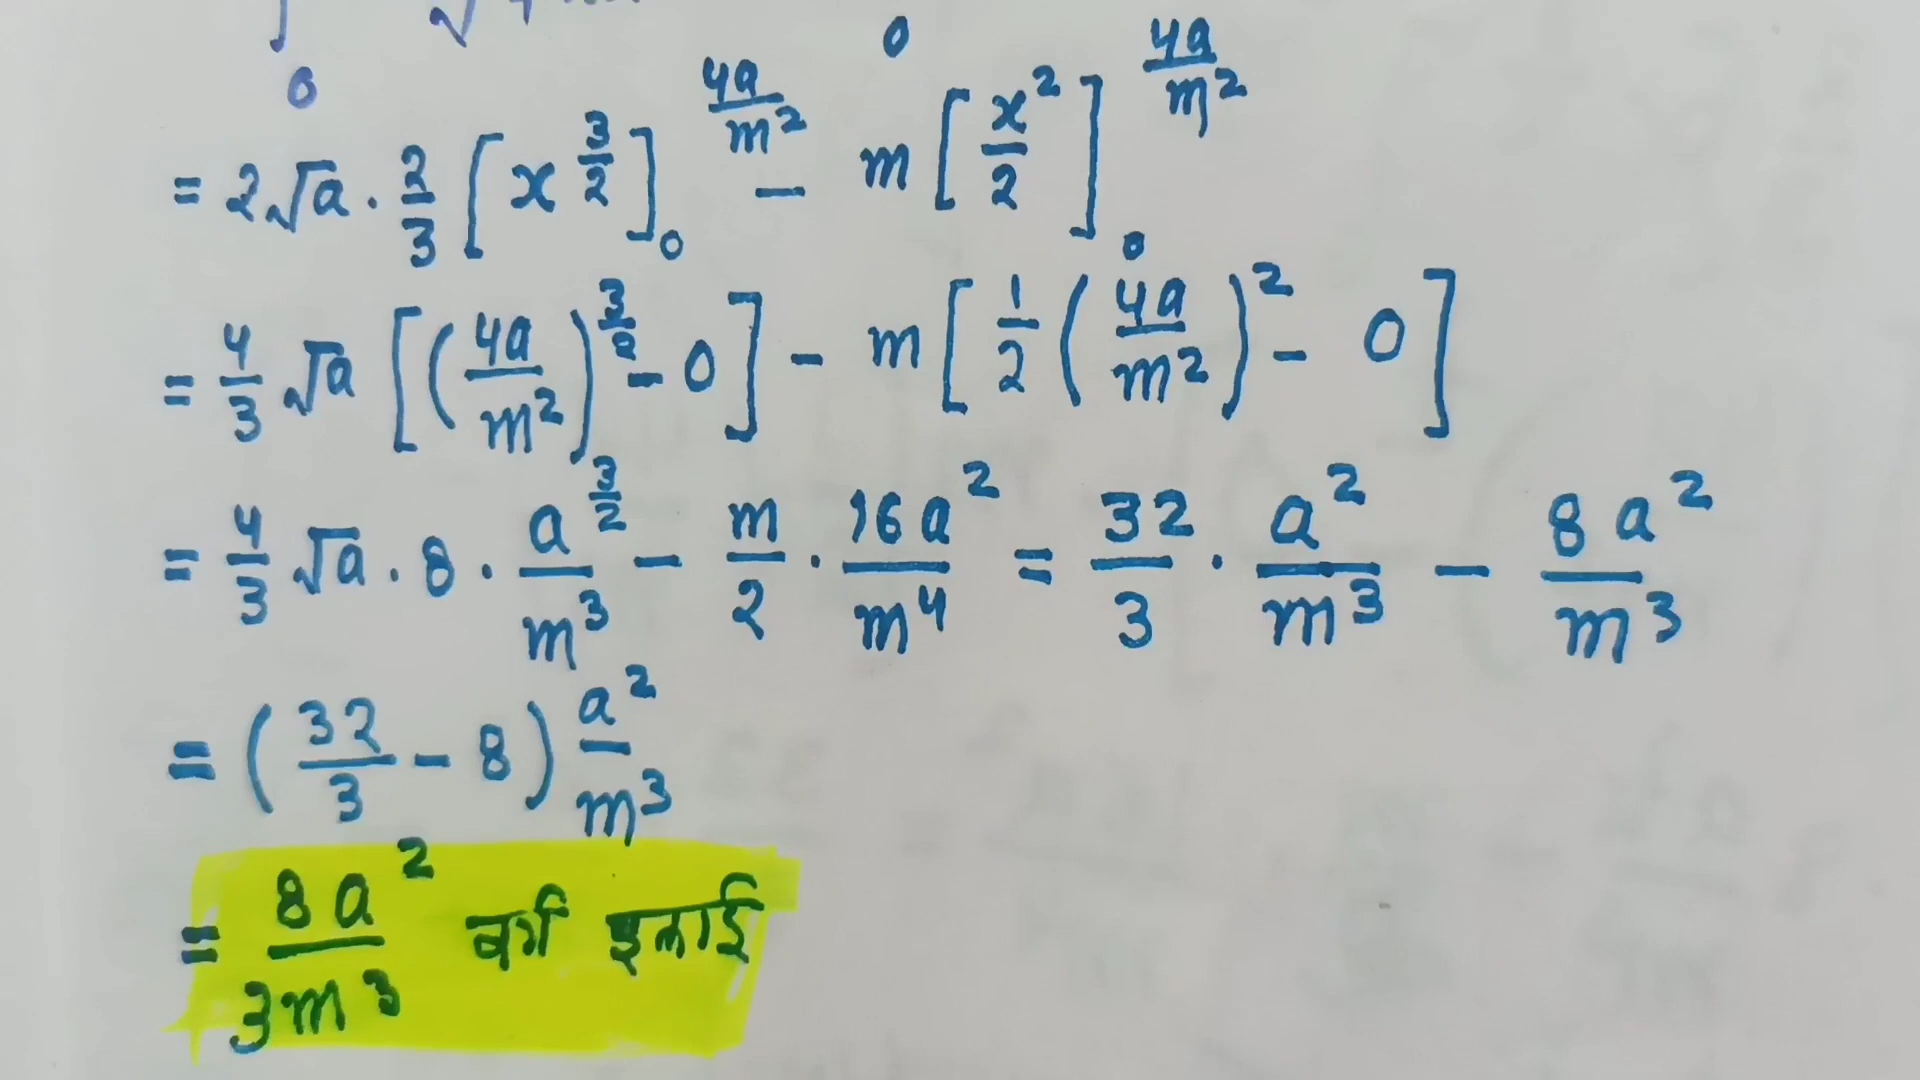 0 0
= 2√a · 2/3 [x^(3/2)]_0^(4a/m²) − m[x²/2]_0^(4a/m²)
= 4/3 √a [(4a/m²)^(3/2) − 0] − m[1/2 (4a/m²)² − 0]
= 4/3 √a · 8 · a^(3/2)/m³ − m/2 · 16a²/m⁴ = 32/3 · a²/m³ − 8a²/m³
= (32/3 − 8) a²/m³
= 8a²/3m³ वर्ग इकाई